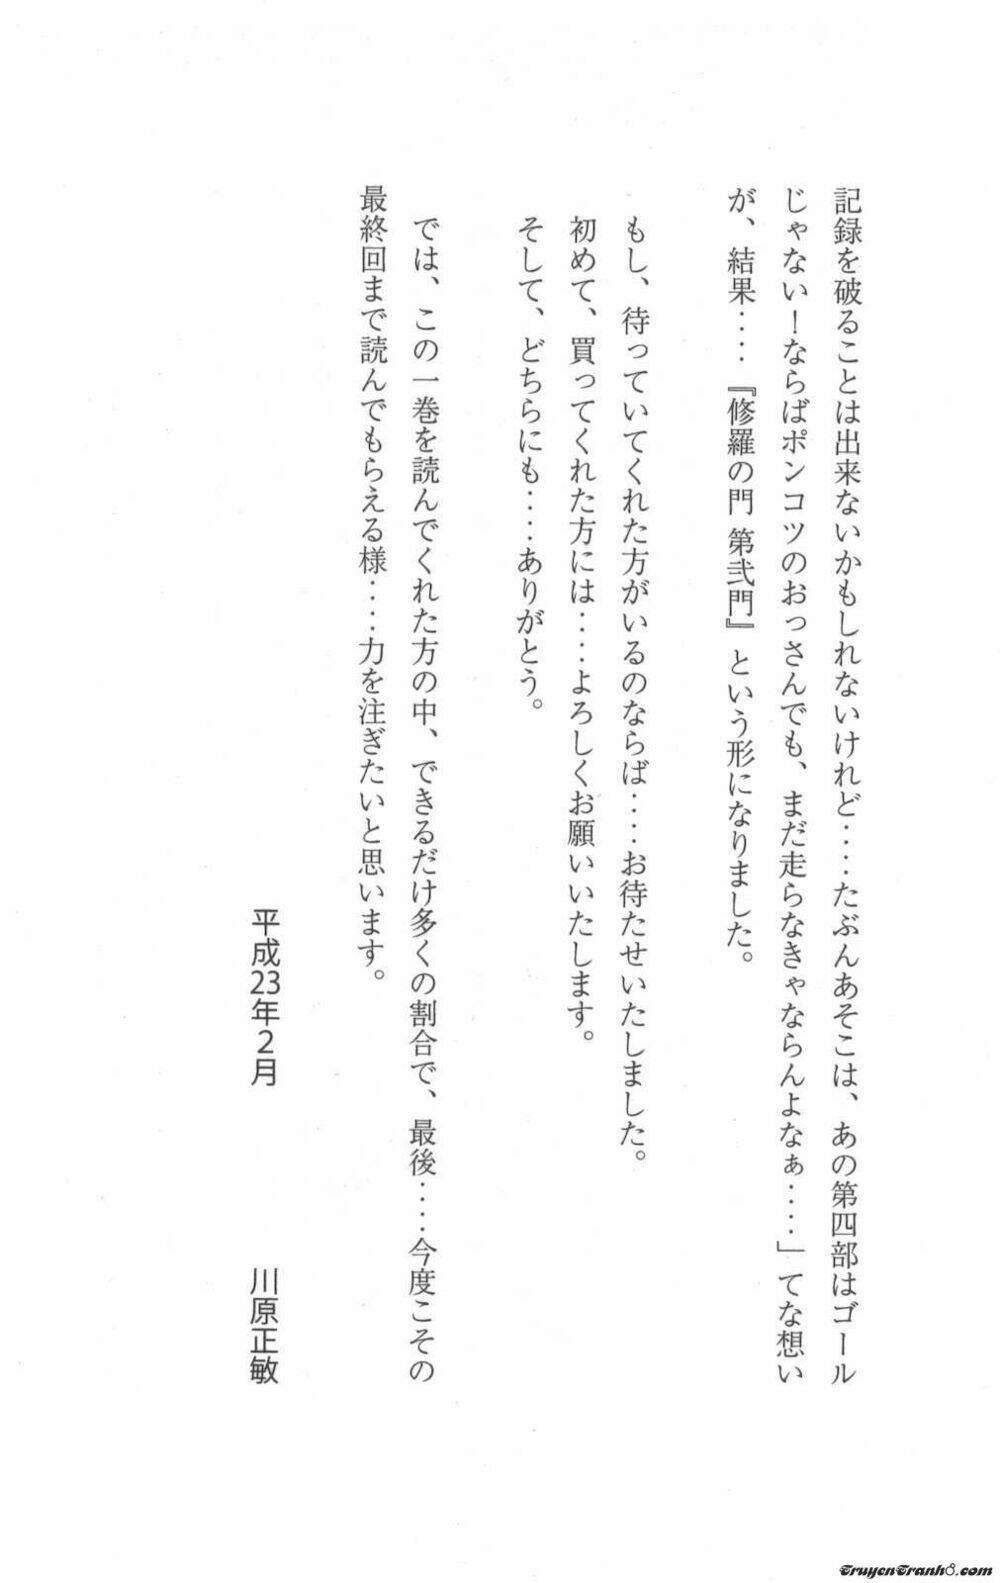 記録を破ることは出来ないかもしれないけれど‥‥たぶんあそこは、あの第四部はゴール
じゃない！ならばポンコツのおっさんでも、まだ走らなきゃならんよなぁ‥‥」てな想い
が、結果‥‥『修羅の門 第弐門』という形になりました。
もし、待っていてくれた方がいるのならば‥‥お待たせいたしました。
初めて、買ってくれた方には‥‥よろしくお願いいたします。
そして、どちらにも‥‥ありがとう。
では、この一巻を読んでくれた方の中、できるだけ多くの割合で、最後‥‥今度こその
最終回まで読んでもらえる様‥‥力を注ぎたいと思います。
平成23年2月 川原正敏
TruyenTranh8.com